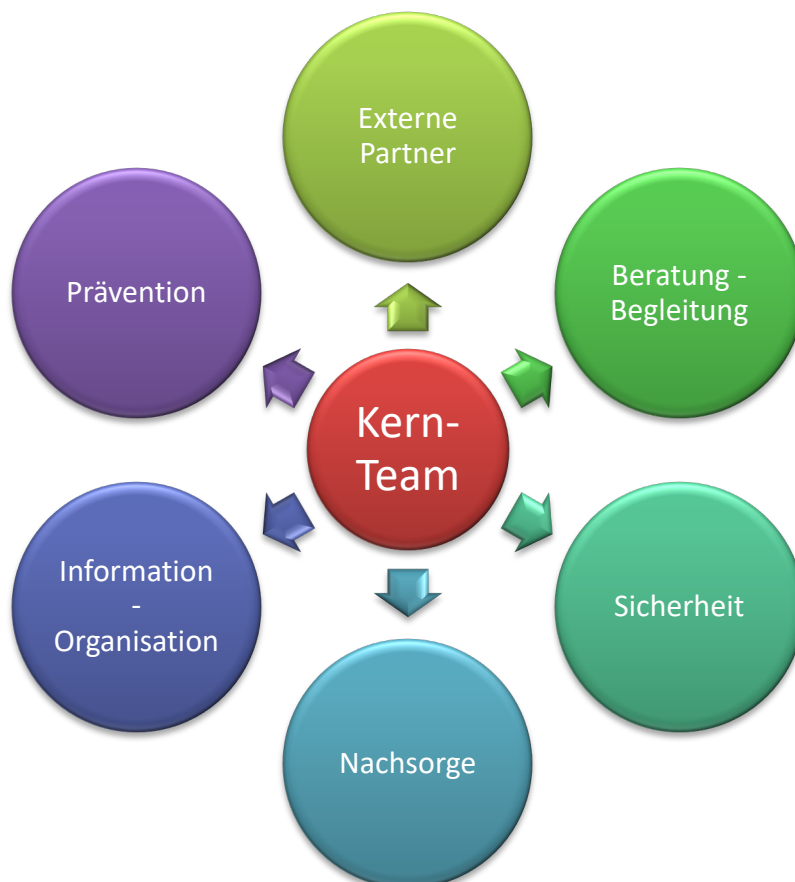 Externe
Partner
Prävention
Beratung -
Begleitung
Kern-
Team
Information
-
Organisation
Sicherheit
Nachsorge